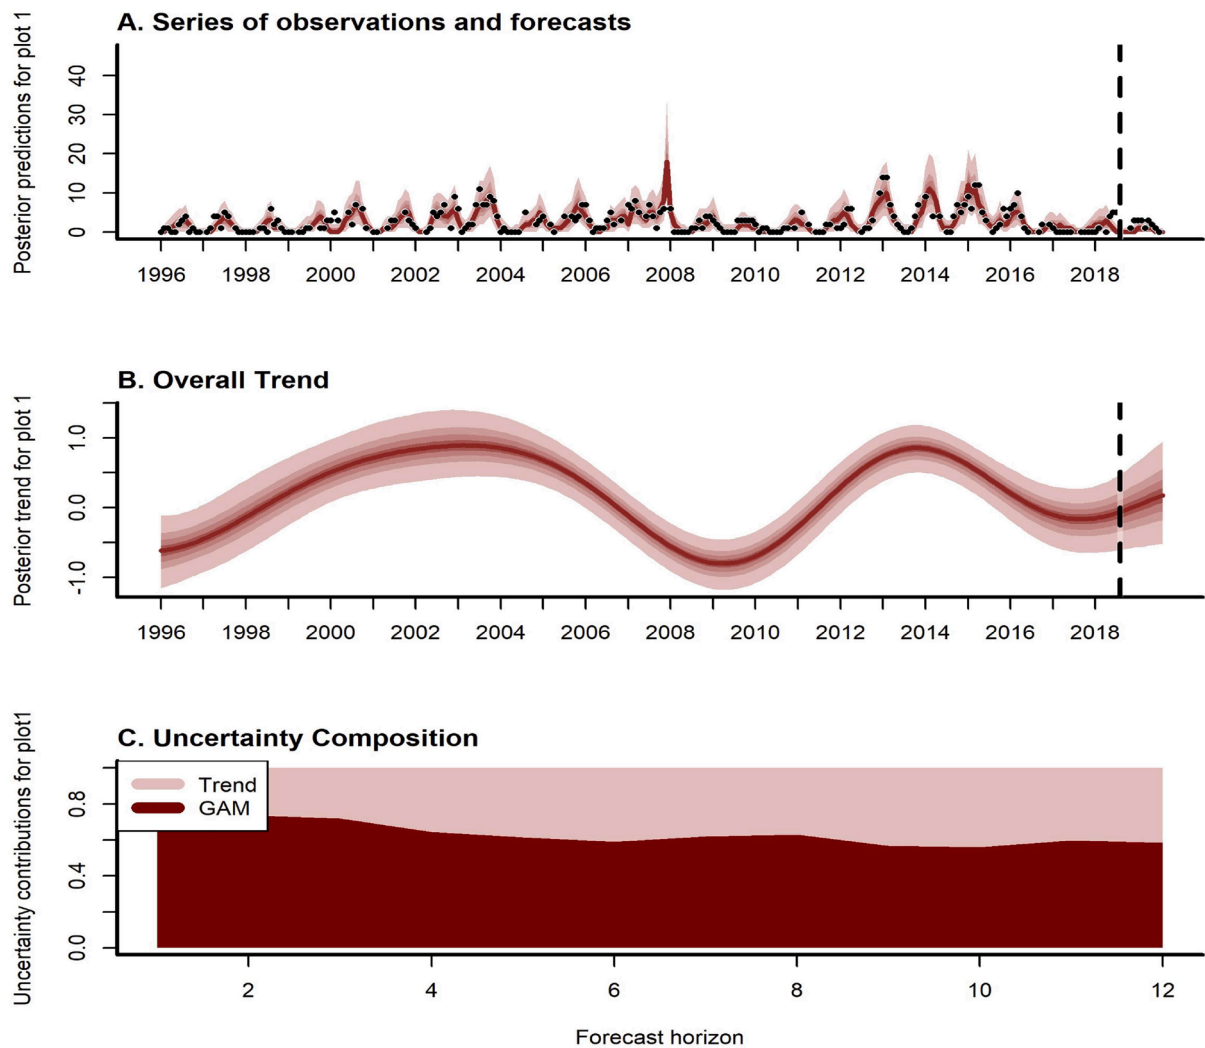 A. Series of observations and forecasts
Posterior predictions for plot 1
40
30
20
10
0
1996 1998 2000 2002 2004 2006 2008 2010 2012 2014 2016 2018
B. Overall Trend
Posterior trend for plot 1
1.0
0.0
-1.0
1996 1998 2000 2002 2004 2006 2008 2010 2012 2014 2016 2018
C. Uncertainty Composition
Uncertainty contributions for plot1
Trend
GAM
0.8
0.4
0.0
2 4 6 8 10 12
Forecast horizon